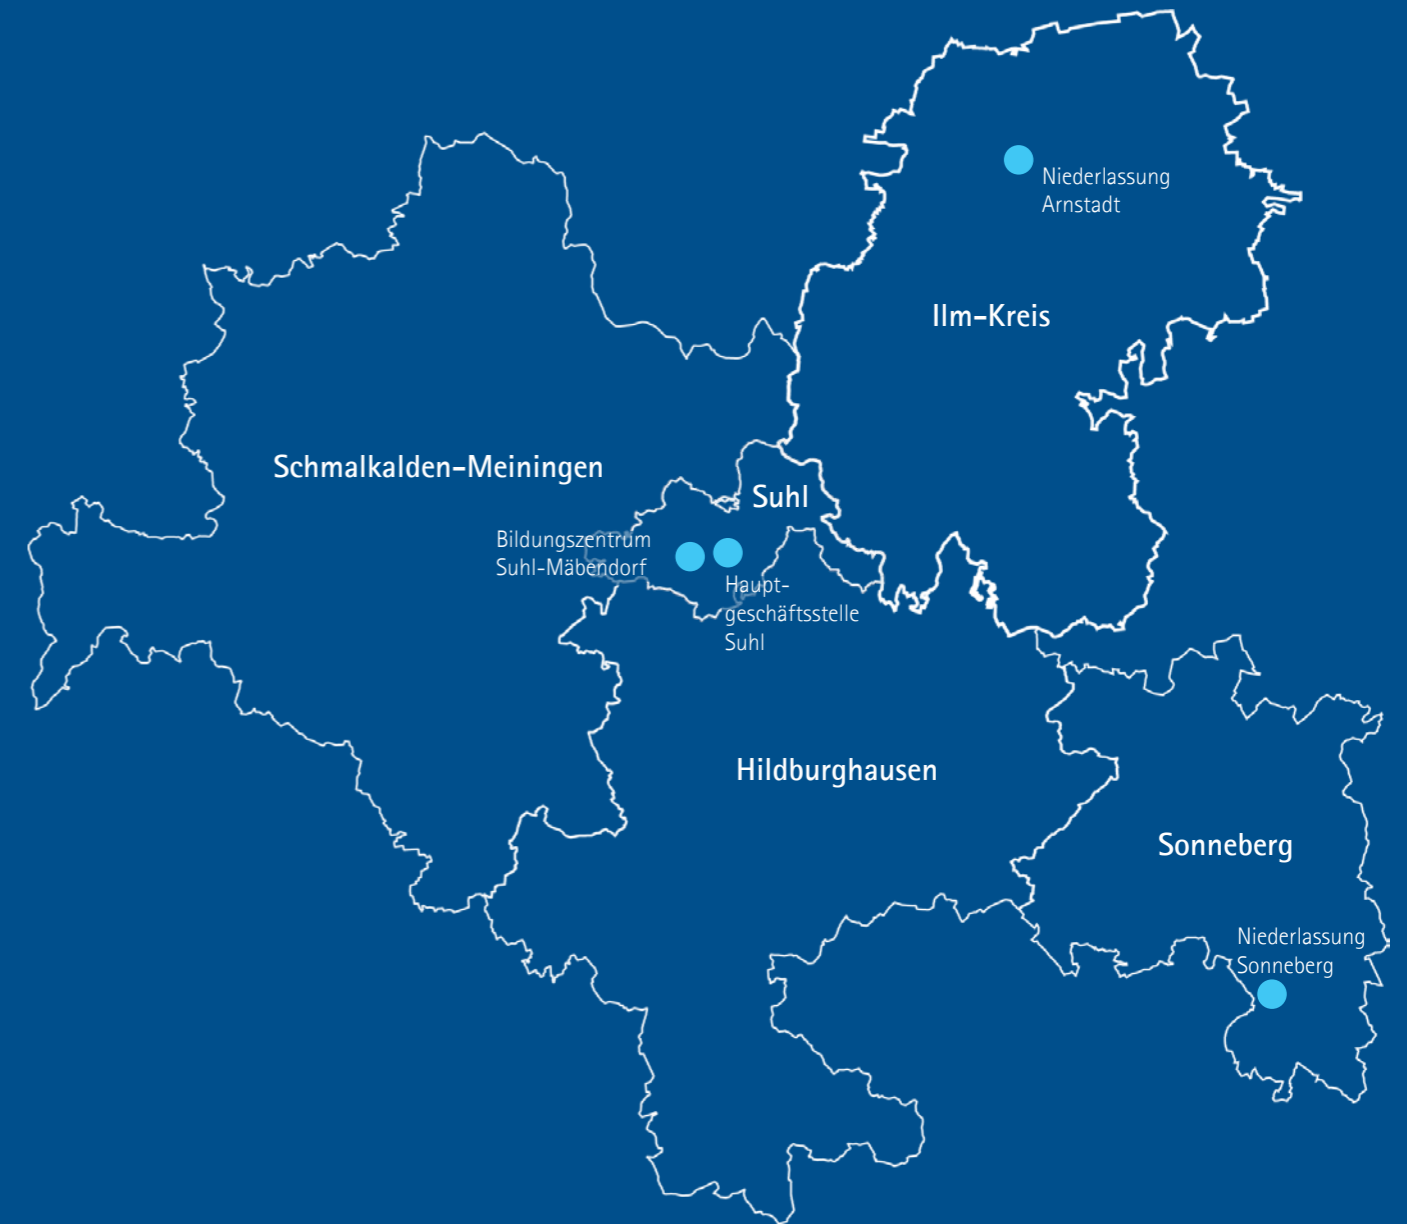 Niederlassung
Arnstadt
Ilm-Kreis
Schmalkalden-Meiningen
Suhl
Bildungszentrum
Suhl-Mäbendorf
Haupt-
geschäftsstelle
Suhl
Hildburghausen
Sonneberg
Niederlassung
Sonneberg